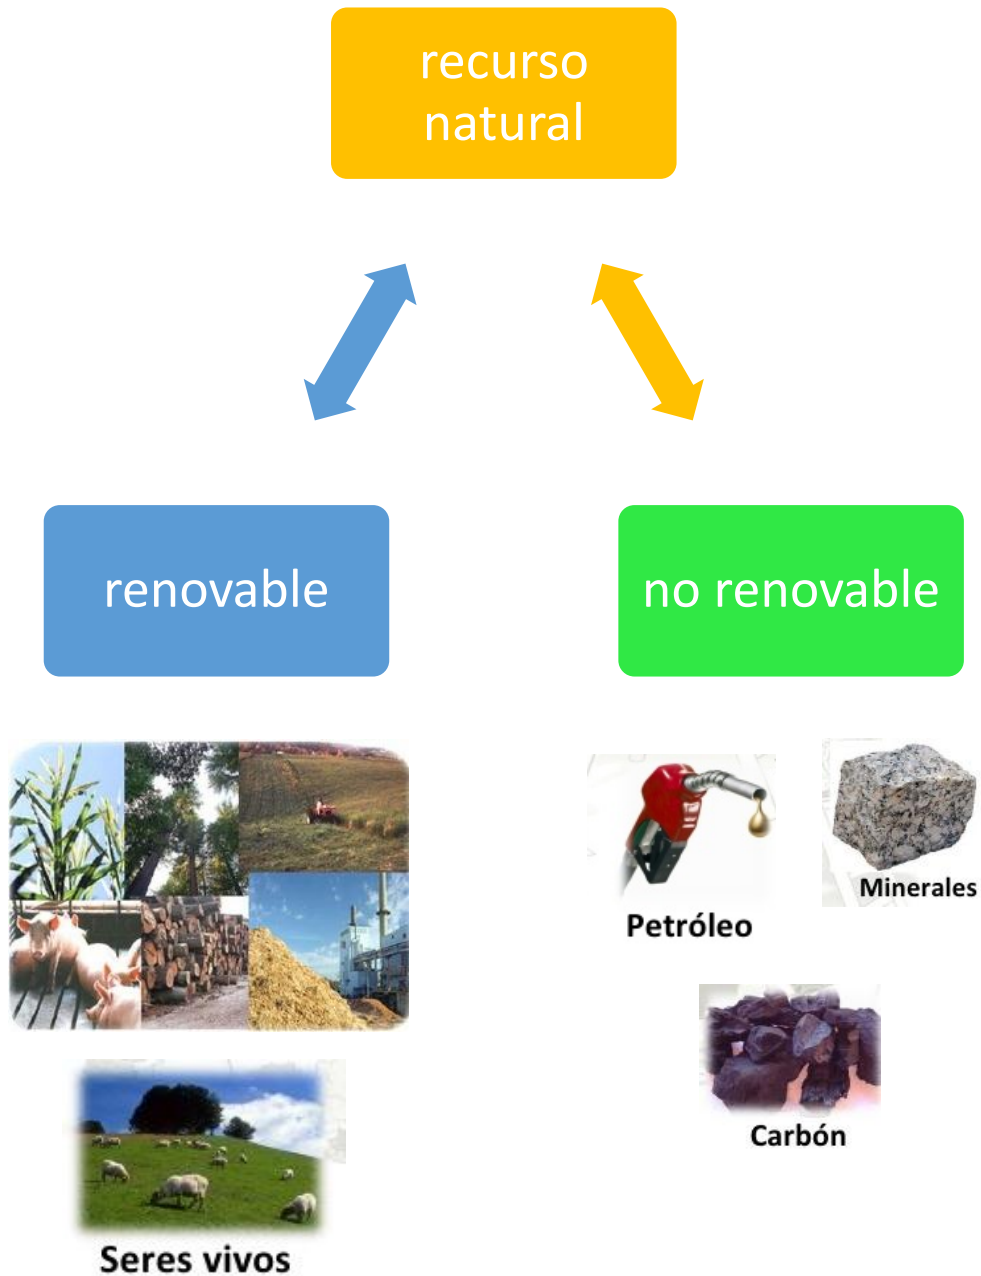 recurso
natural
renovable
no renovable
Petróleo
Minerales
Carbón
Seres vivos